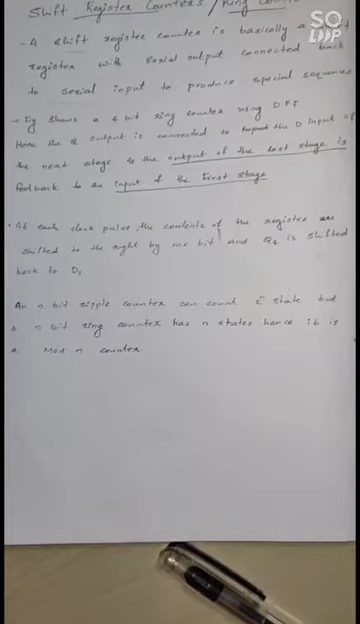 Shift Register Counters / Ring Counter
SO LOOP
- A shift register counter is basically a
register with serial output connected back
to serial input to produce special sequences
→ Fig shows a 4 bit ring counter using D FF
Here the Q output is connected to the D input of
the next stage & the output of the last stage is
feedback to the input of the first stage
• At each clock pulse, the contents of the register are
shifted to the right by one bit and Q4 is shifted
back to D1
An n bit ripple counter can count state but
a n bit ring counter has n states hence it is
a Mod n counter.